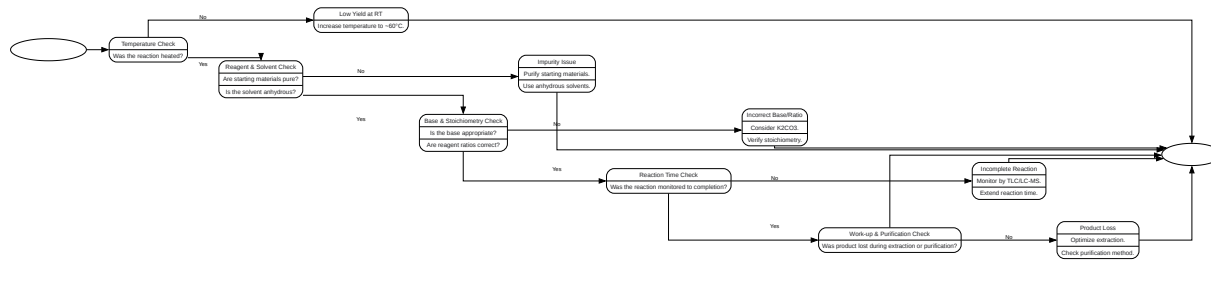 No
Low Yield at RT
Increase temperature to ~60°C.
Temperature Check
Was the reaction heated?
Yes
Reagent & Solvent Check
Are starting materials pure?
Is the solvent anhydrous?
No
Impurity Issue
Purify starting materials.
Use anhydrous solvents.
Yes
Base & Stoichiometry Check
Is the base appropriate?
Are reagent ratios correct?
No
Incorrect Base/Ratio
Consider K2CO3.
Verify stoichiometry.
Yes
Reaction Time Check
Was the reaction monitored to completion?
No
Incomplete Reaction
Monitor by TLC/LC-MS.
Extend reaction time.
Yes
Work-up & Purification Check
Was product lost during extraction or purification?
No
Product Loss
Optimize extraction.
Check purification method.